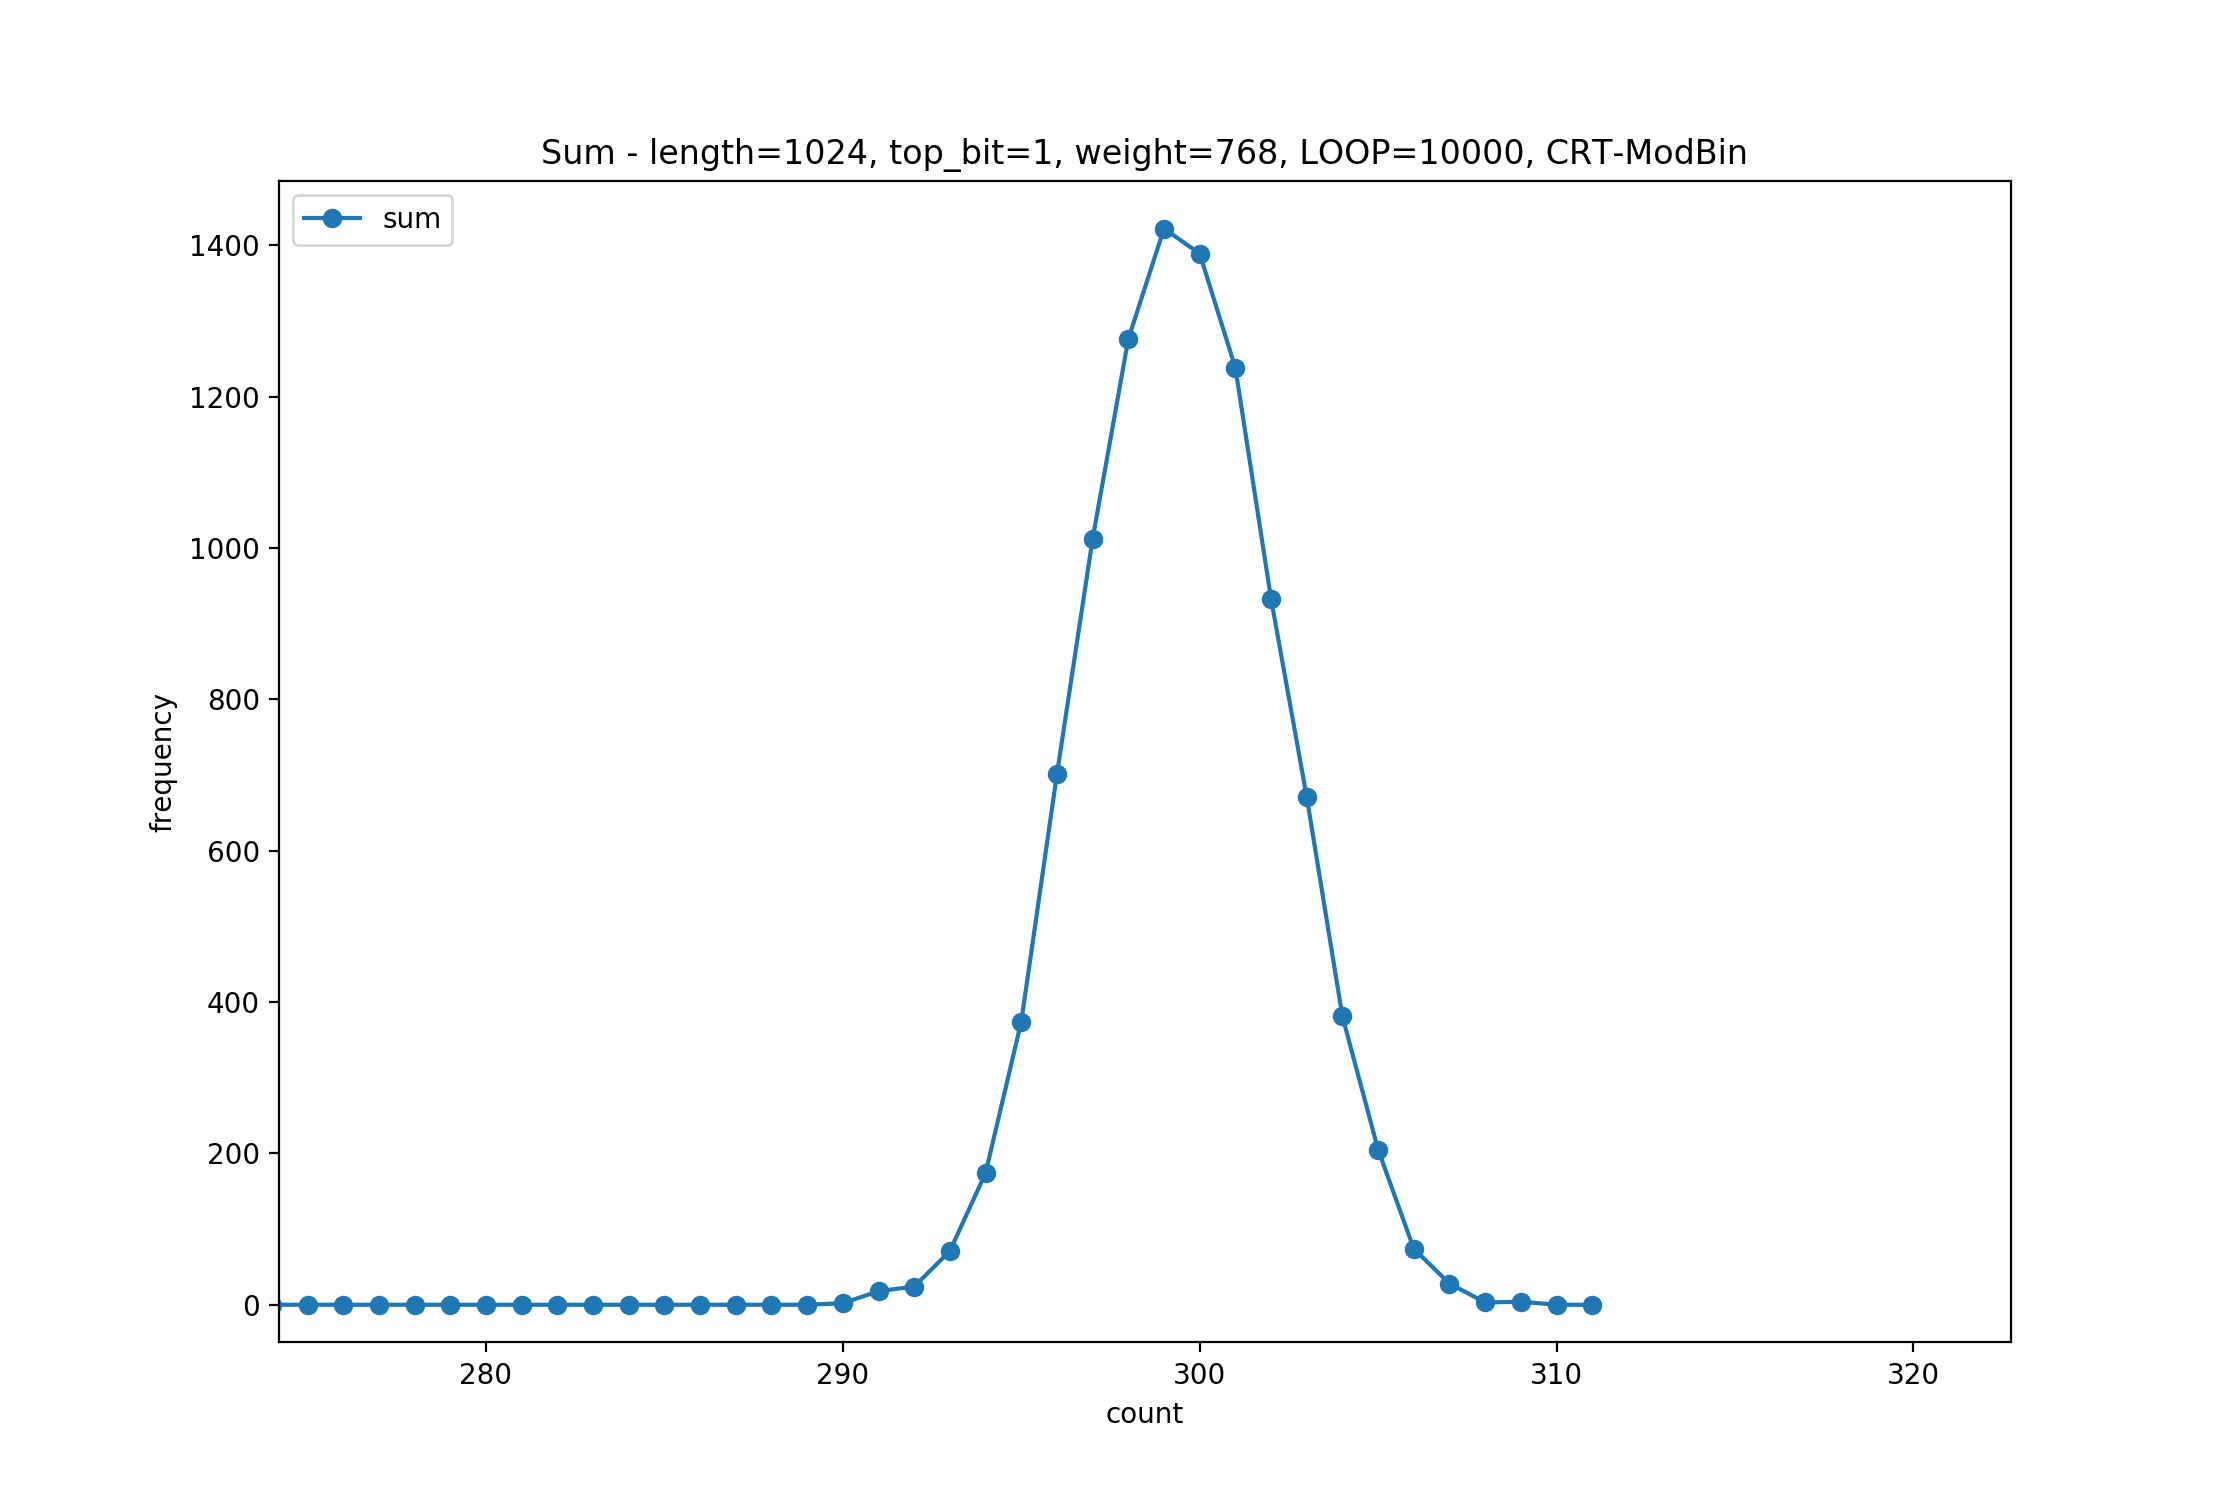 Sum - length=1024, top_bit=1, weight=768, LOOP=10000, CRT-ModBin
sum
1400
1200
1000
800
600
400
200
0
frequency
280 290 300 310 320
count